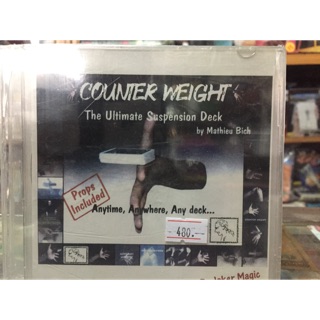 COUNTER WEIGHT
The Ultimate Suspension Deck
by Mathieu Bich
Props
Included
Anytime, Anywhere, Any deck...
400.-
Joker Magic